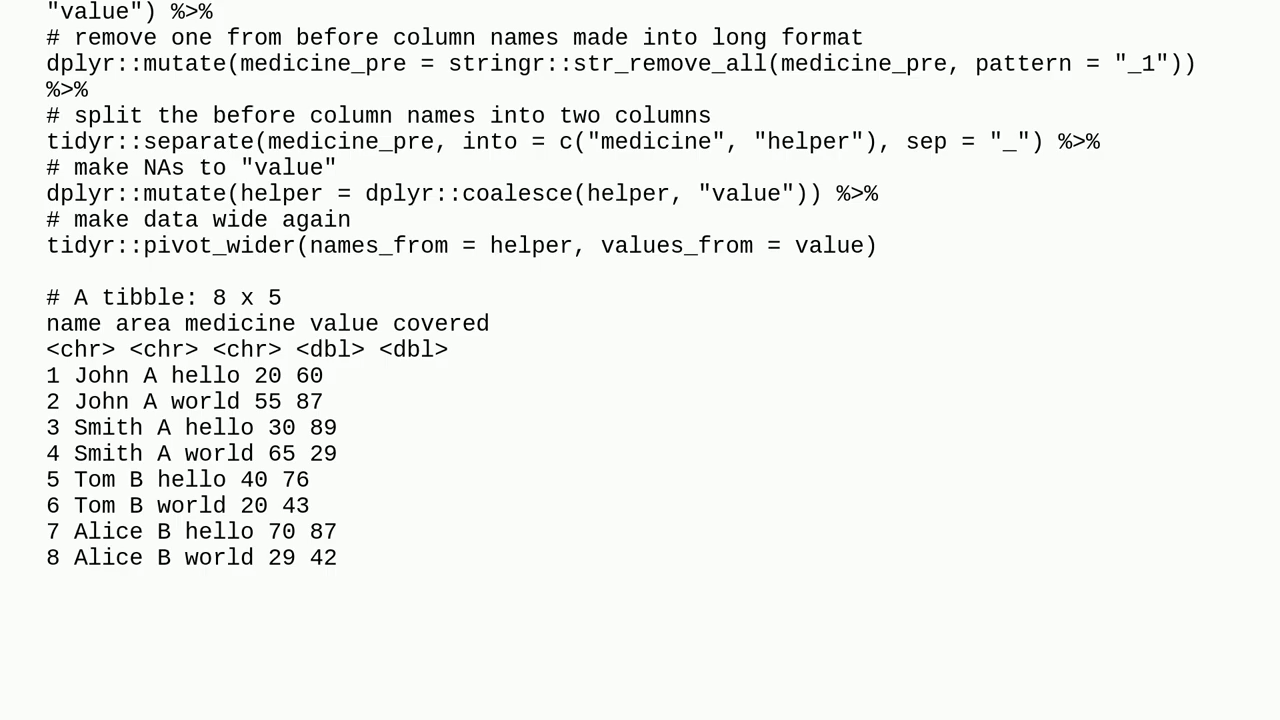 "value") %>%
# remove one from before column names made into long format
dplyr::mutate(medicine_pre = stringr::str_remove_all(medicine_pre, pattern = "_1"))
%>%
# split the before column names into two columns
tidyr::separate(medicine_pre, into = c("medicine", "helper"), sep = "_") %>%
# make NAs to "value"
dplyr::mutate(helper = dplyr::coalesce(helper, "value")) %>%
# make data wide again
tidyr::pivot_wider(names_from = helper, values_from = value)

# A tibble: 8 x 5
name area medicine value covered
<chr> <chr> <chr> <dbl> <dbl>
1 John A hello 20 60
2 John A world 55 87
3 Smith A hello 30 89
4 Smith A world 65 29
5 Tom B hello 40 76
6 Tom B world 20 43
7 Alice B hello 70 87
8 Alice B world 29 42